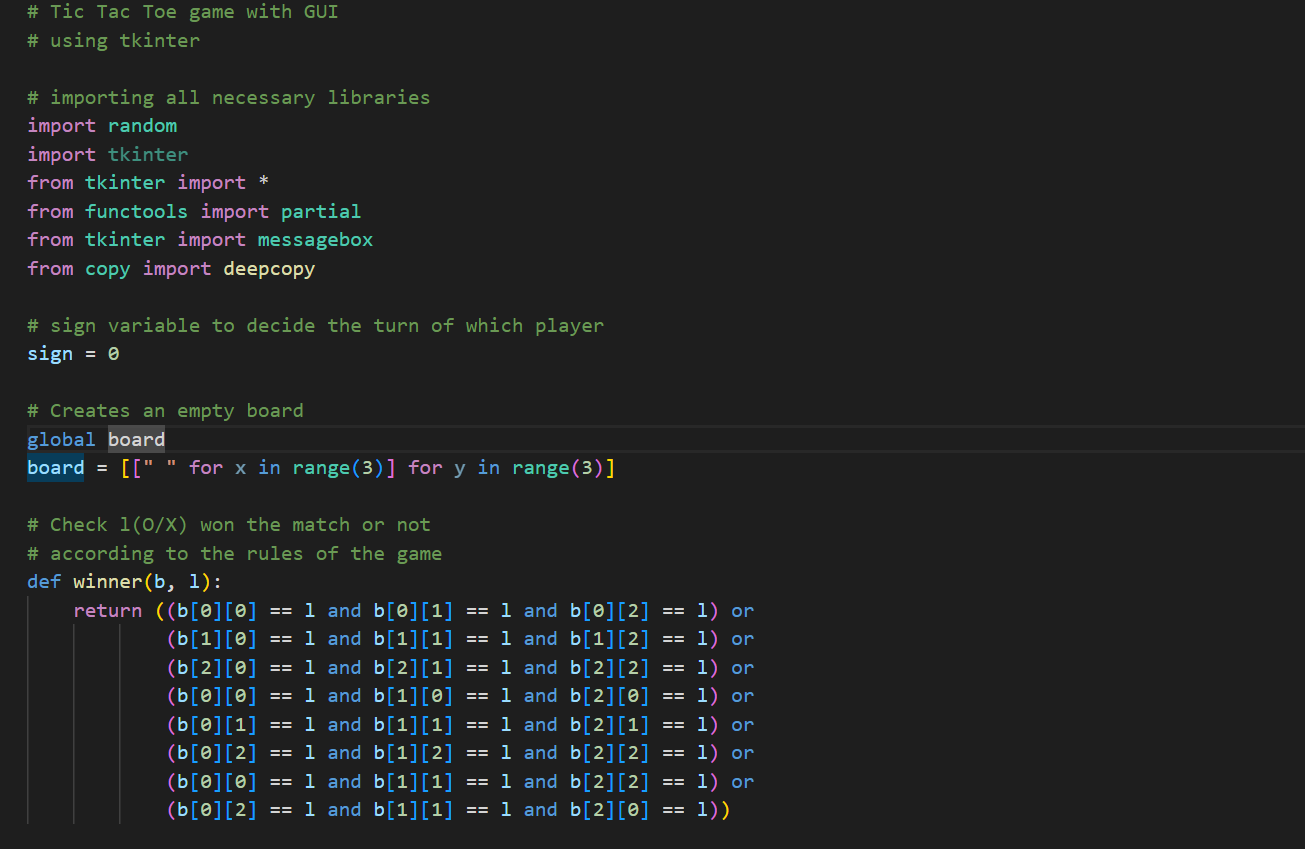 # Tic Tac Toe game with GUI
# using tkinter

# importing all necessary libraries
import random
import tkinter
from tkinter import *
from functools import partial
from tkinter import messagebox
from copy import deepcopy

# sign variable to decide the turn of which player
sign = 0

# Creates an empty board
global board
board = [[" " for x in range(3)] for y in range(3)]

# Check l(O/X) won the match or not
# according to the rules of the game
def winner(b, l):
    return ((b[0][0] == l and b[0][1] == l and b[0][2] == l) or
            (b[1][0] == l and b[1][1] == l and b[1][2] == l) or
            (b[2][0] == l and b[2][1] == l and b[2][2] == l) or
            (b[0][0] == l and b[1][0] == l and b[2][0] == l) or
            (b[0][1] == l and b[1][1] == l and b[2][1] == l) or
            (b[0][2] == l and b[1][2] == l and b[2][2] == l) or
            (b[0][0] == l and b[1][1] == l and b[2][2] == l) or
            (b[0][2] == l and b[1][1] == l and b[2][0] == l))